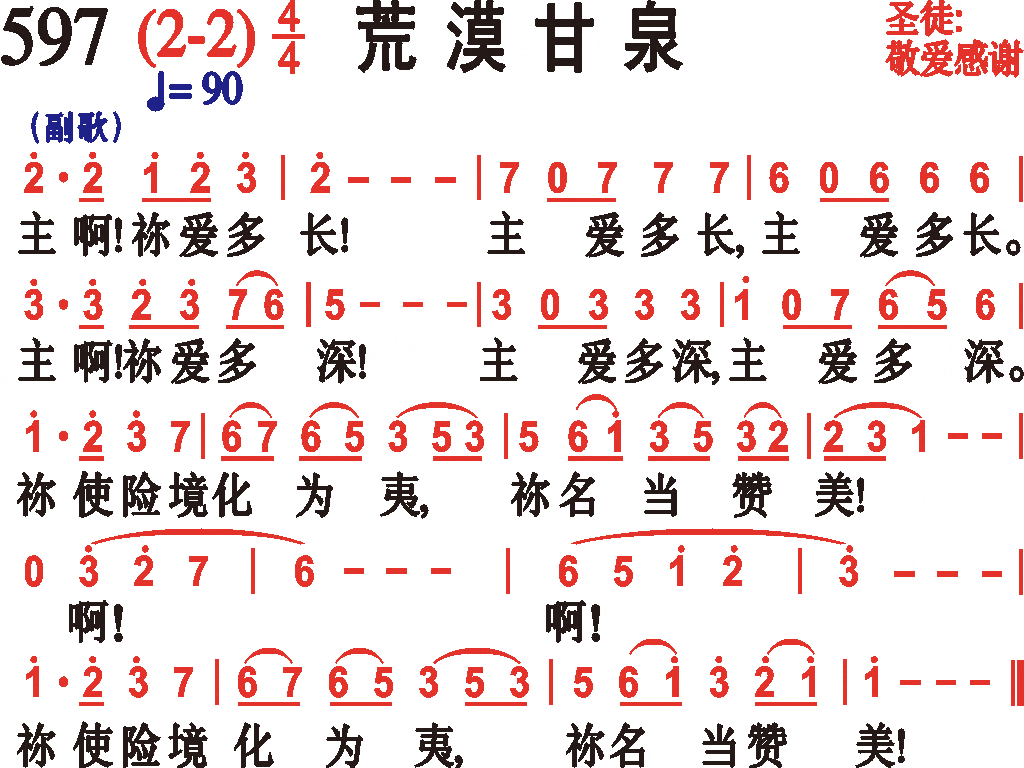 597 (2-2) 4/4 荒漠甘泉 圣徒:
敬爱感谢
♩= 90
（副歌）
2̇ · 2̇ 1̇ 2̇ 3̇ | 2̇ - - - | 7 0 7 7 7 | 6 0 6 6 6 |
主 啊! 祢爱多 长! 主 爱多长, 主 爱多长。
3̇ · 3̇ 2̇ 3̇ 7 6 | 5 - - - | 3 0 3 3 3 | 1̇ 0 7 6 5 6 |
主 啊!祢爱多 深! 主 爱多深,主 爱多 深。
1̇ · 2̇ 3̇ 7 | 6 7 6 5 3 5 3 | 5 6 1̇ 3 5 3 2 | 2 3 1 - - |
祢 使险境化 为 夷, 祢名 当 赞 美!
0 3̇ 2̇ 7 | 6 - - - | 6 5 1̇ 2̇ | 3̇ - - - |
啊! 啊!
1̇ · 2̇ 3̇ 7 | 6 7 6 5 3 5 3 | 5 6 1̇ 3̇ 2̇ 1̇ | 1̇ - - - ‖
祢 使险境 化 为 夷, 祢名 当赞 美!